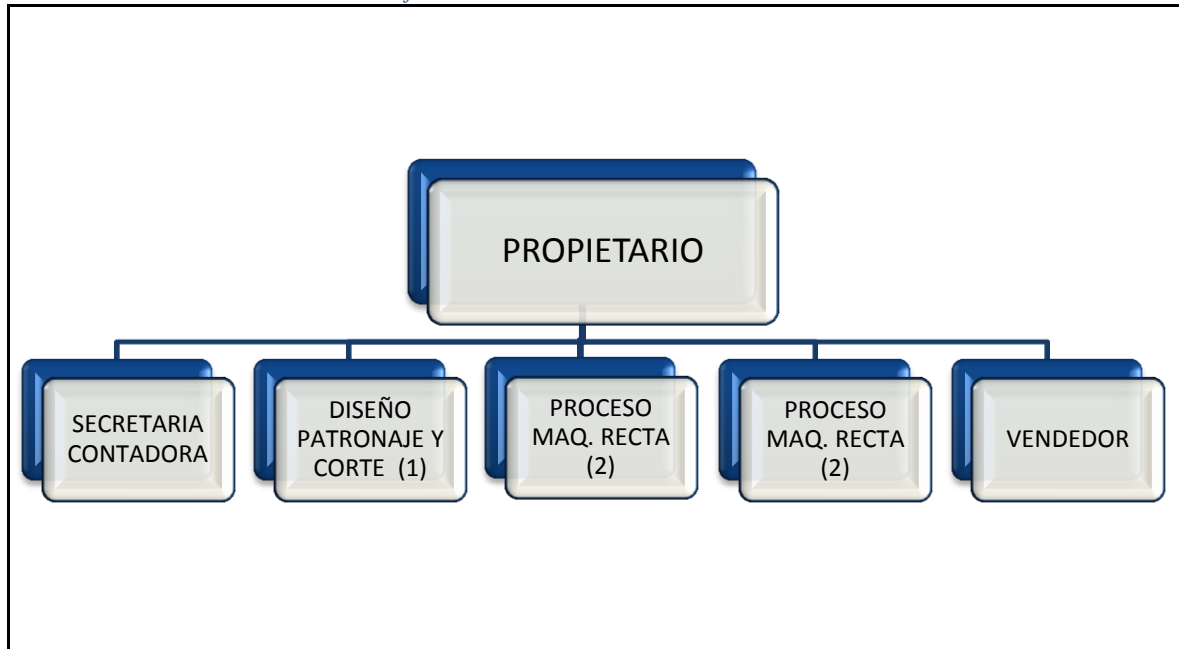 PROPIETARIO
SECRETARIA
CONTADORA
DISEÑO
PATRONAJE Y
CORTE (1)
PROCESO
MAQ. RECTA
(2)
PROCESO
MAQ. RECTA
(2)
VENDEDOR